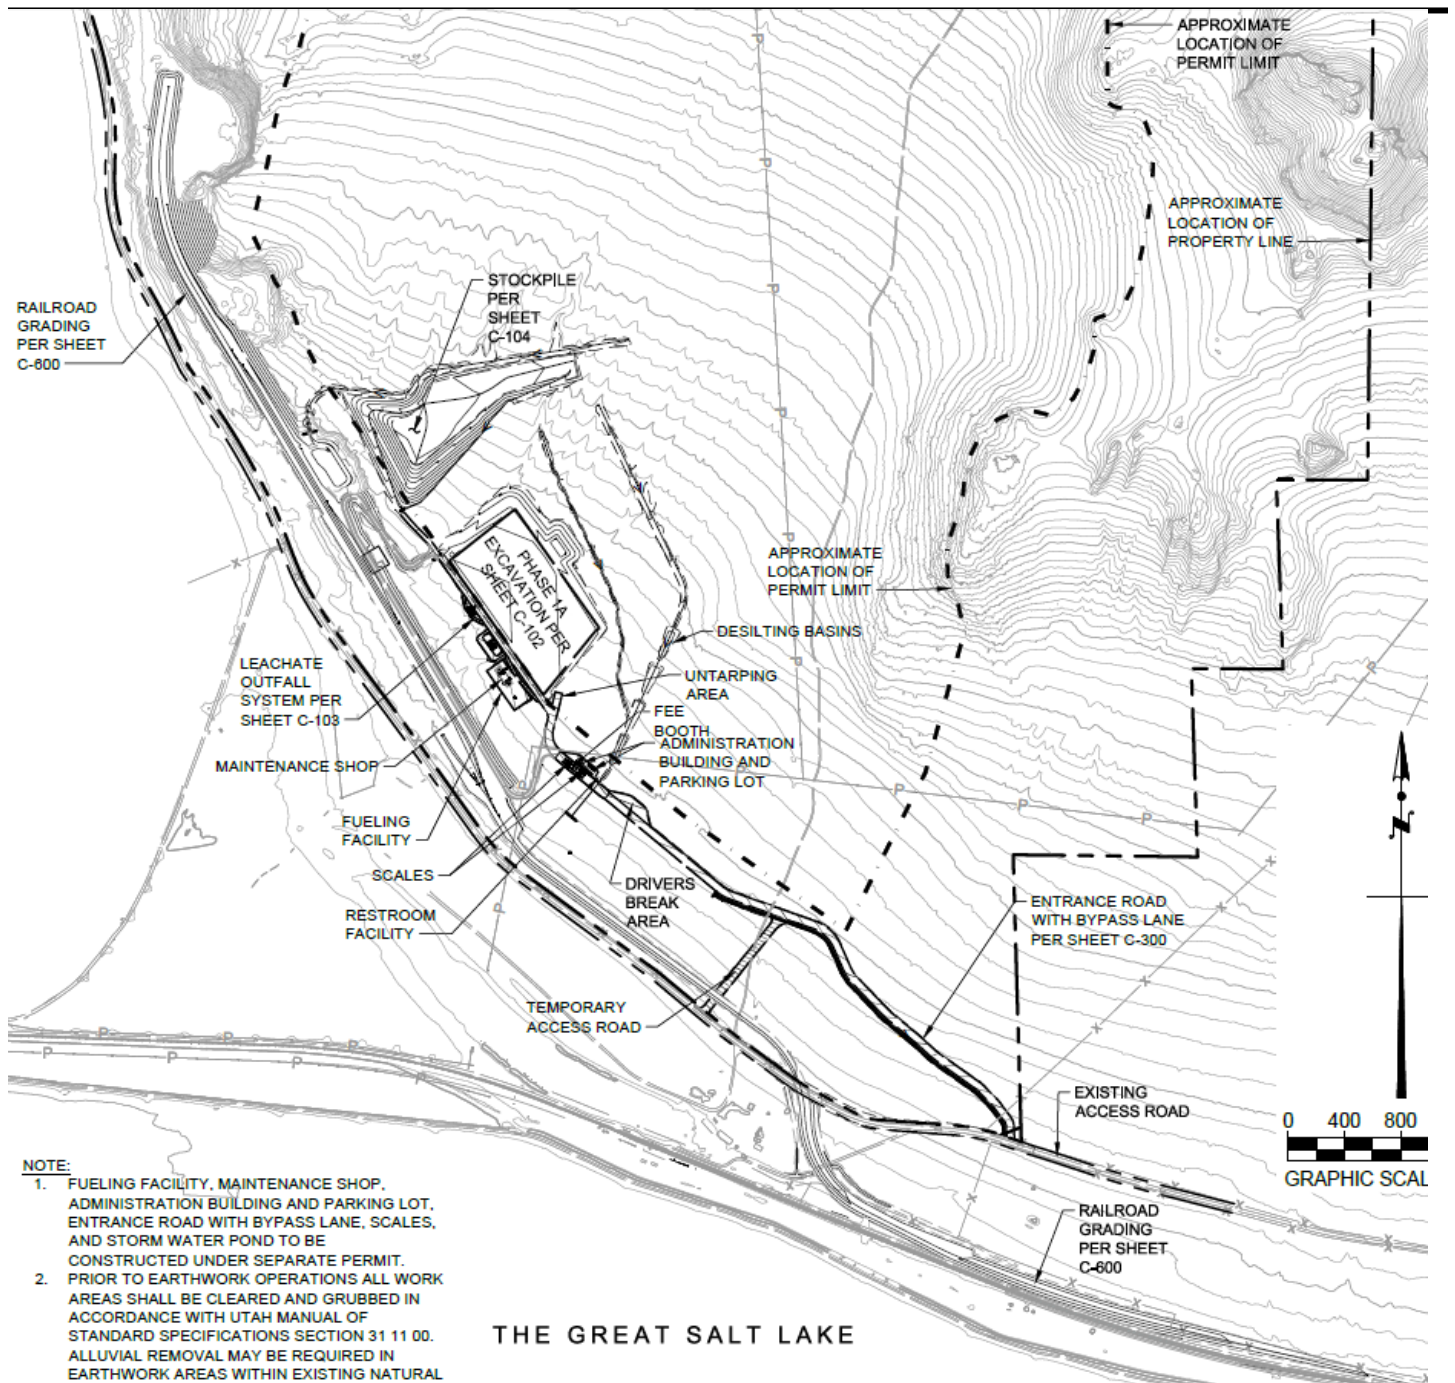 APPROXIMATE
LOCATION OF
PERMIT LIMIT
APPROXIMATE
LOCATION OF
PROPERTY LINE
STOCKPILE
PER
SHEET
C-104
RAILROAD
GRADING
PER SHEET
C-600
PHASE 1A
EXCAVATION PER
SHEET C-102
APPROXIMATE
LOCATION OF
PERMIT LIMIT
DESILTING BASINS
LEACHATE
OUTFALL
SYSTEM PER
SHEET C-103
UNTARPING
AREA
FEE
BOOTH
ADMINISTRATION
BUILDING AND
PARKING LOT
MAINTENANCE SHOP
FUELING
FACILITY
SCALES
RESTROOM
FACILITY
DRIVERS
BREAK
AREA
ENTRANCE ROAD
WITH BYPASS LANE
PER SHEET C-300
TEMPORARY
ACCESS ROAD
EXISTING
ACCESS ROAD
N
0 400 800
GRAPHIC SCAL
RAILROAD
GRADING
PER SHEET
C-600
NOTE:
1. FUELING FACILITY, MAINTENANCE SHOP,
ADMINISTRATION BUILDING AND PARKING LOT,
ENTRANCE ROAD WITH BYPASS LANE, SCALES,
AND STORM WATER POND TO BE
CONSTRUCTED UNDER SEPARATE PERMIT.
2. PRIOR TO EARTHWORK OPERATIONS ALL WORK
AREAS SHALL BE CLEARED AND GRUBBED IN
ACCORDANCE WITH UTAH MANUAL OF
STANDARD SPECIFICATIONS SECTION 31 11 00.
ALLUVIAL REMOVAL MAY BE REQUIRED IN
EARTHWORK AREAS WITHIN EXISTING NATURAL
THE GREAT SALT LAKE